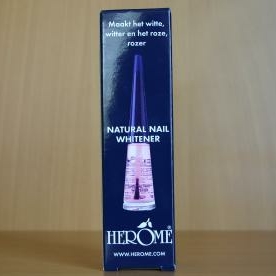 Maakt het witte,
witter en het roze,
rozer
NATURAL NAIL
WHITENER
HERÔME®
WWW.HEROME.COM